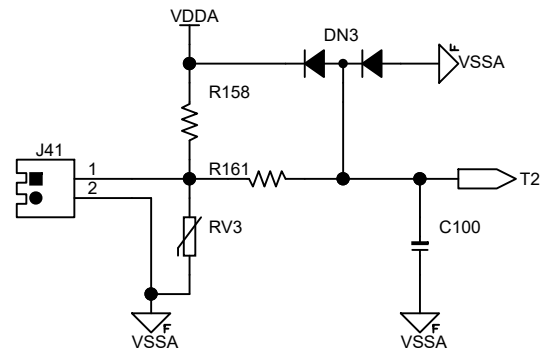 VDDA
DN3
F
VSSA
R158
J41
1
R161
2
T2
RV3
C100
F
VSSA
F
VSSA